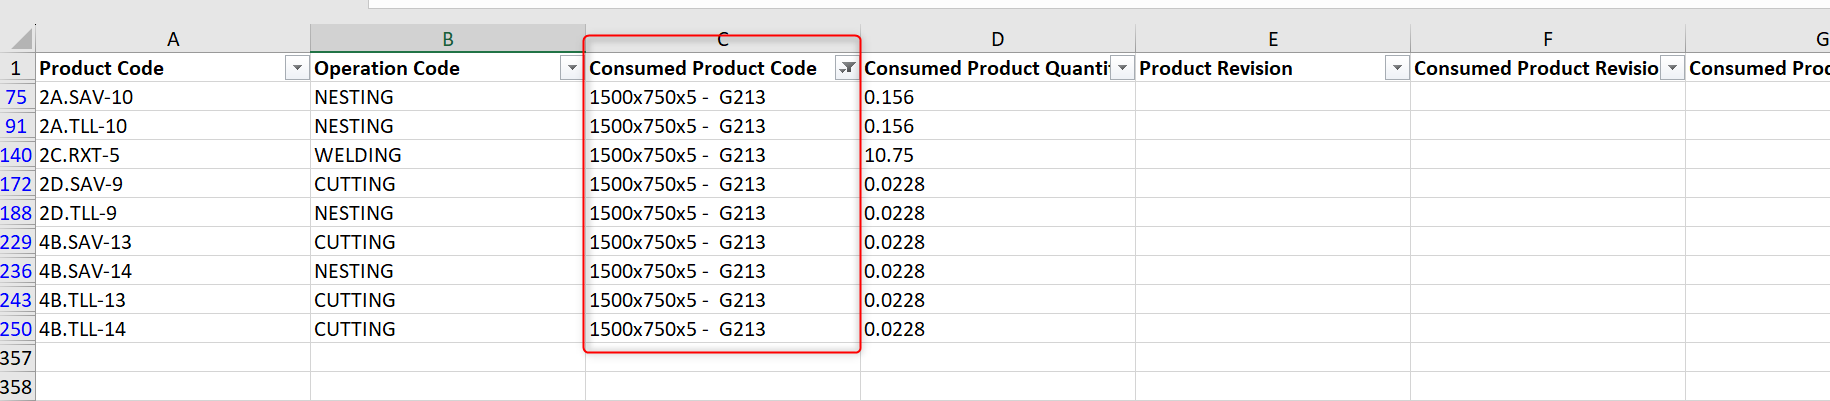 A B C D E F G
1 Product Code Operation Code Consumed Product Code Consumed Product Quanti Product Revision Consumed Product Revisio Consumed Prod
75 2A.SAV-10 NESTING 1500x750x5 -  G213 0.156
91 2A.TLL-10 NESTING 1500x750x5 -  G213 0.156
140 2C.RXT-5 WELDING 1500x750x5 -  G213 10.75
172 2D.SAV-9 CUTTING 1500x750x5 -  G213 0.0228
188 2D.TLL-9 NESTING 1500x750x5 -  G213 0.0228
229 4B.SAV-13 CUTTING 1500x750x5 -  G213 0.0228
236 4B.SAV-14 NESTING 1500x750x5 -  G213 0.0228
243 4B.TLL-13 CUTTING 1500x750x5 -  G213 0.0228
250 4B.TLL-14 CUTTING 1500x750x5 -  G213 0.0228
357
358